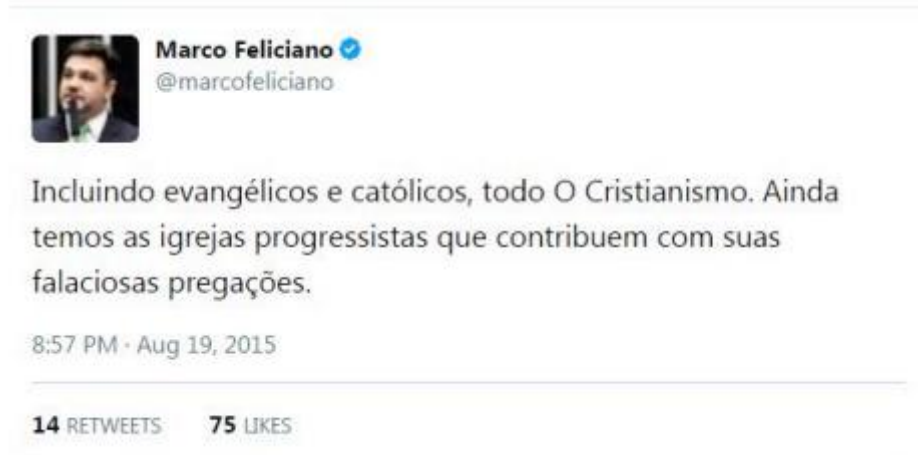 Marco Feliciano
@marcofeliciano
Incluindo evangélicos e católicos, todo O Cristianismo. Ainda
temos as igrejas progressistas que contribuem com suas
falaciosas pregações.
8:57 PM · Aug 19, 2015
14 RETWEETS 75 LIKES